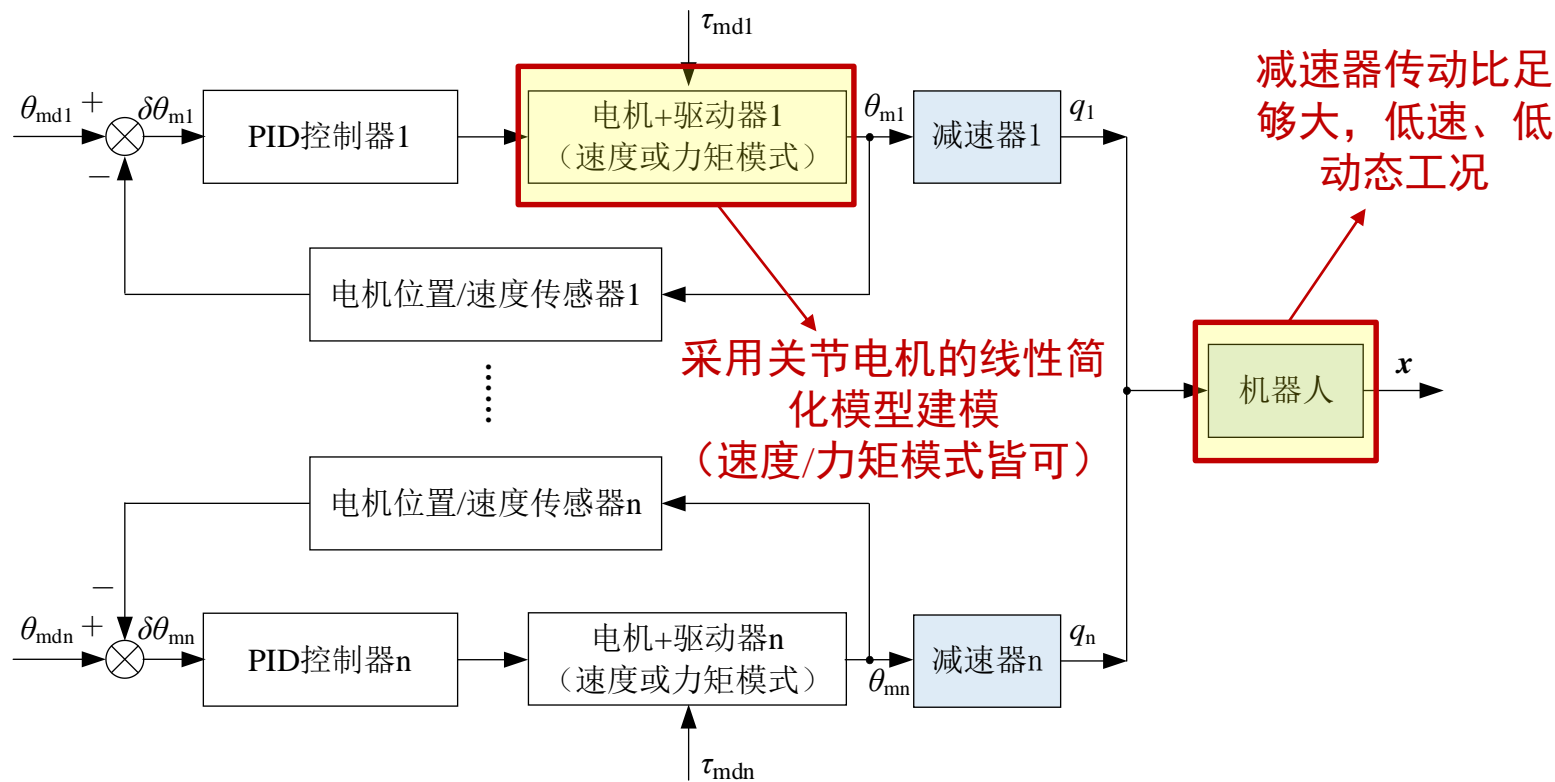 τmd1
减速器传动比足
够大，低速、低
动态工况
θmd1
+
−
δθm1
PID控制器1
电机+驱动器1
（速度或力矩模式）
θm1
减速器1
q1
电机位置/速度传感器1
采用关节电机的线性简
化模型建模
（速度/力矩模式皆可）
机器人
x
电机位置/速度传感器n
−
θmdn
+
δθmn
PID控制器n
电机+驱动器n
（速度或力矩模式）
θmn
减速器n
qn
τmdn